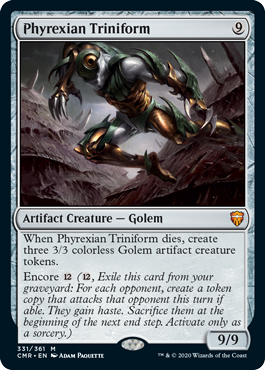 Phyrexian Triniform 9
Artifact Creature — Golem
When Phyrexian Triniform dies, create
three 3/3 colorless Golem artifact creature
tokens.
Encore 12 (12, Exile this card from your
graveyard: For each opponent, create a token
copy that attacks that opponent this turn if
able. They gain haste. Sacrifice them at the
beginning of the next end step. Activate only as
a sorcery.)
9/9
331/361 M
CMR • EN Adam Paquette
™ & © 2020 Wizards of the Coast